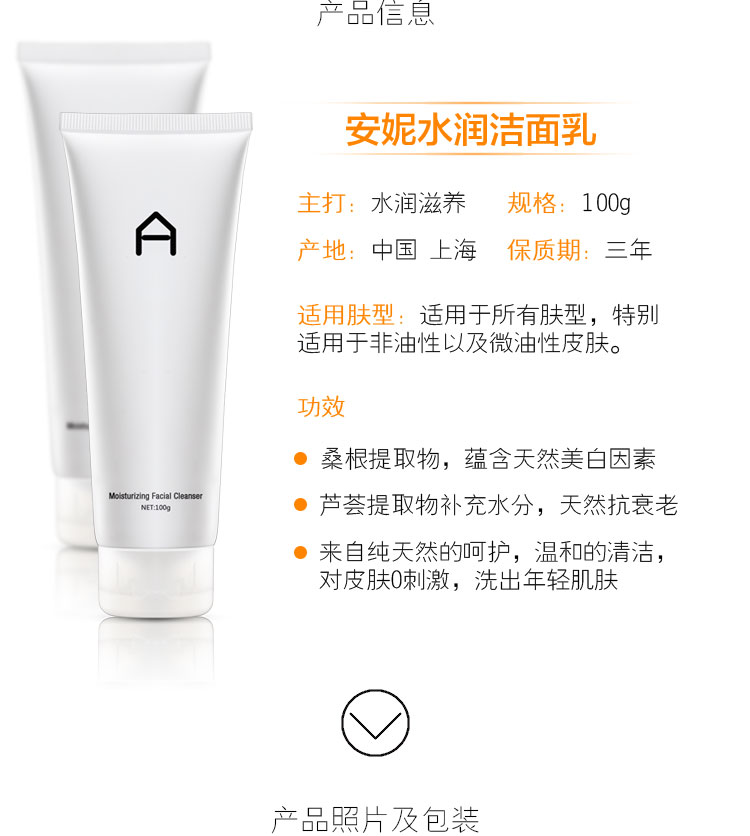 产品信息
安妮水润洁面乳
主打：水润滋养 规格：100g
产地：中国 上海 保质期：三年
适用肤型：适用于所有肤型，特别
适用于非油性以及微油性皮肤。
功效
桑根提取物，蕴含天然美白因素
芦荟提取物补充水分，天然抗衰老
来自纯天然的呵护，温和的清洁，
对皮肤0刺激，洗出年轻肌肤
A
Moisturizing Facial Cleanser
NET:100g
产品照片及包装